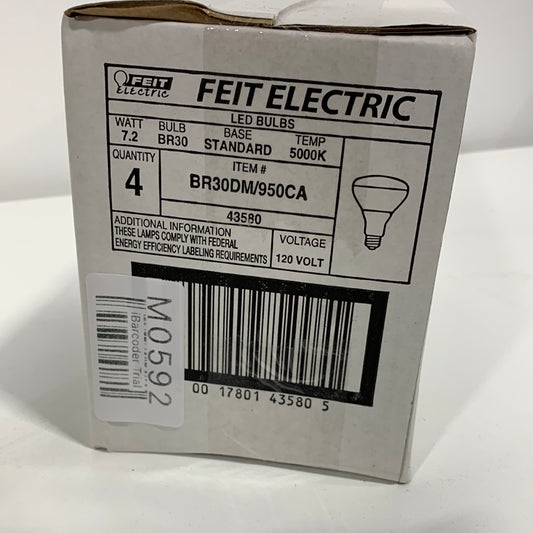 FEIT
ELECTRIC
FEIT ELECTRIC
LED BULBS
WATT BULB BASE TEMP
7.2 BR30 STANDARD 5000K
QUANTITY
4
ITEM #
BR30DM/950CA
43580
ADDITIONAL INFORMATION
THESE LAMPS COMPLY WITH FEDERAL
ENERGY EFFICIENCY LABELING REQUIREMENTS
VOLTAGE
120 VOLT
M0592
iBarcoder Trial
00 17801 43580 5